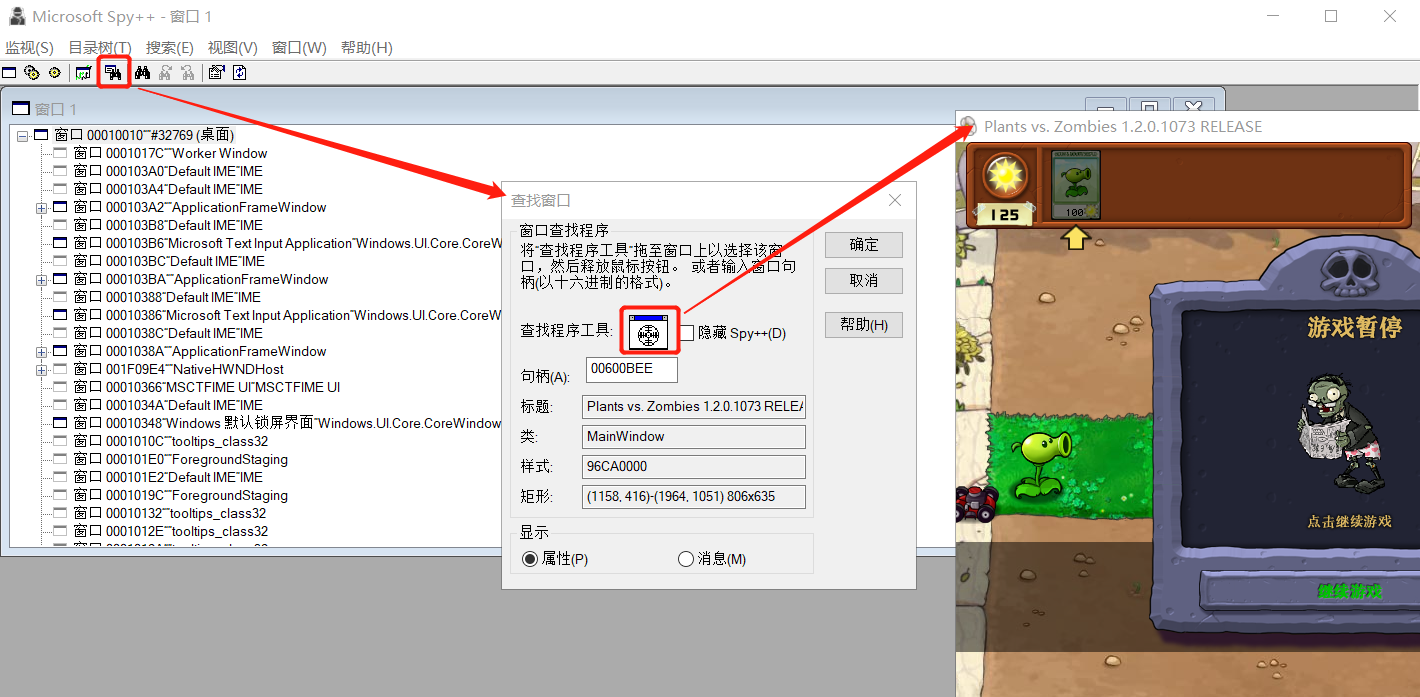 Microsoft Spy++ - 窗口 1
监视(S) 目录树(T) 搜索(E) 视图(V) 窗口(W) 帮助(H)
窗口 1
窗口 00010010""#32769 (桌面)
窗口 0001017C""Worker Window
窗口 000103A0"Default IME"IME
窗口 000103A4"Default IME"IME
窗口 000103A2""ApplicationFrameWindow
窗口 000103B8"Default IME"IME
窗口 000103B6"Microsoft Text Input Application"Windows.UI.Core.CoreW
窗口 000103BC"Default IME"IME
窗口 000103BA""ApplicationFrameWindow
窗口 00010388"Default IME"IME
窗口 00010386"Microsoft Text Input Application"Windows.UI.Core.CoreW
窗口 0001038C"Default IME"IME
窗口 0001038A""ApplicationFrameWindow
窗口 001F09E4""NativeHWNDHost
窗口 00010366"MSCTFIME UI"MSCTFIME UI
窗口 0001034A"Default IME"IME
窗口 00010348"Windows 默认锁屏界面"Windows.UI.Core.CoreWindow
窗口 0001010C""tooltips_class32
窗口 000101E0""ForegroundStaging
窗口 000101E2"Default IME"IME
窗口 0001019C""ForegroundStaging
窗口 00010132""tooltips_class32
窗口 0001012E""tooltips_class32
查找窗口
窗口查找程序
将"查找程序工具"拖至窗口上以选择该窗
口，然后释放鼠标按钮。 或者输入窗口句
柄(以十六进制的格式)。
查找程序工具:
隐藏 Spy++(D)
句柄(A): 00600BEE
标题: Plants vs. Zombies 1.2.0.1073 RELEA
类: MainWindow
样式: 96CA0000
矩形: (1158, 416)-(1964, 1051) 806x635
显示
属性(P) 消息(M)
确定
取消
帮助(H)
Plants vs. Zombies 1.2.0.1073 RELEASE
125
100
游戏暂停
点击继续游戏
继续游戏